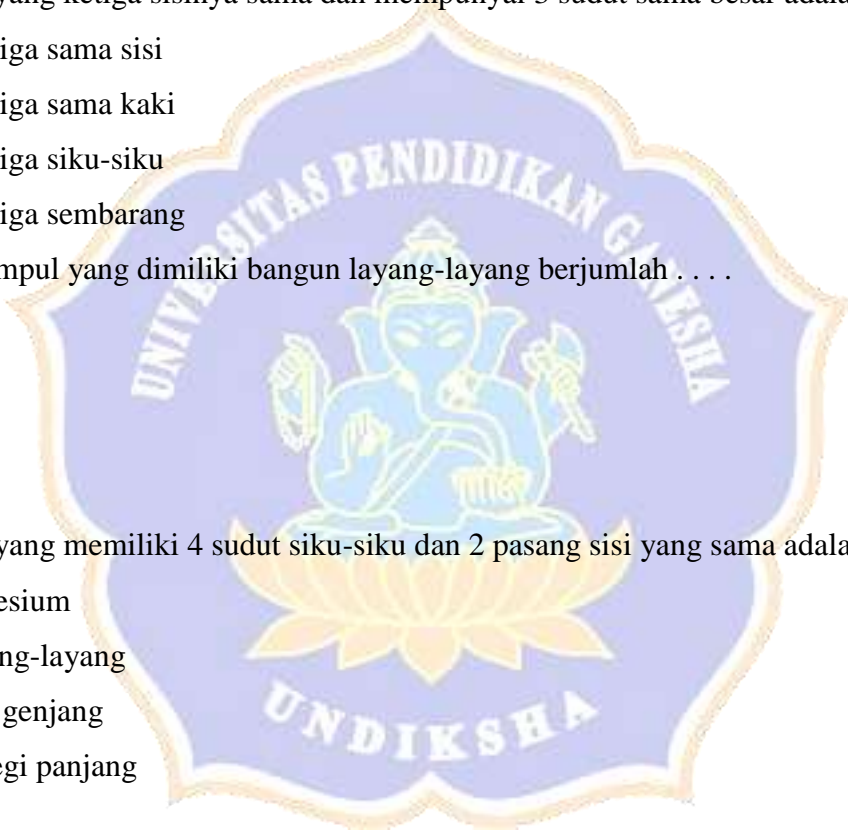 yang ketiga sisinya sama dan mempunyai 3 sudut sama besar adala
iga sama sisi
iga sama kaki
iga siku-siku
iga sembarang
mpul yang dimiliki bangun layang-layang berjumlah . . . .
yang memiliki 4 sudut siku-siku dan 2 pasang sisi yang sama adala
esium
ng-layang
genjang
egi panjang
UNIVERSITAS PENDIDIKAN GANESHA
UNDIKSHA